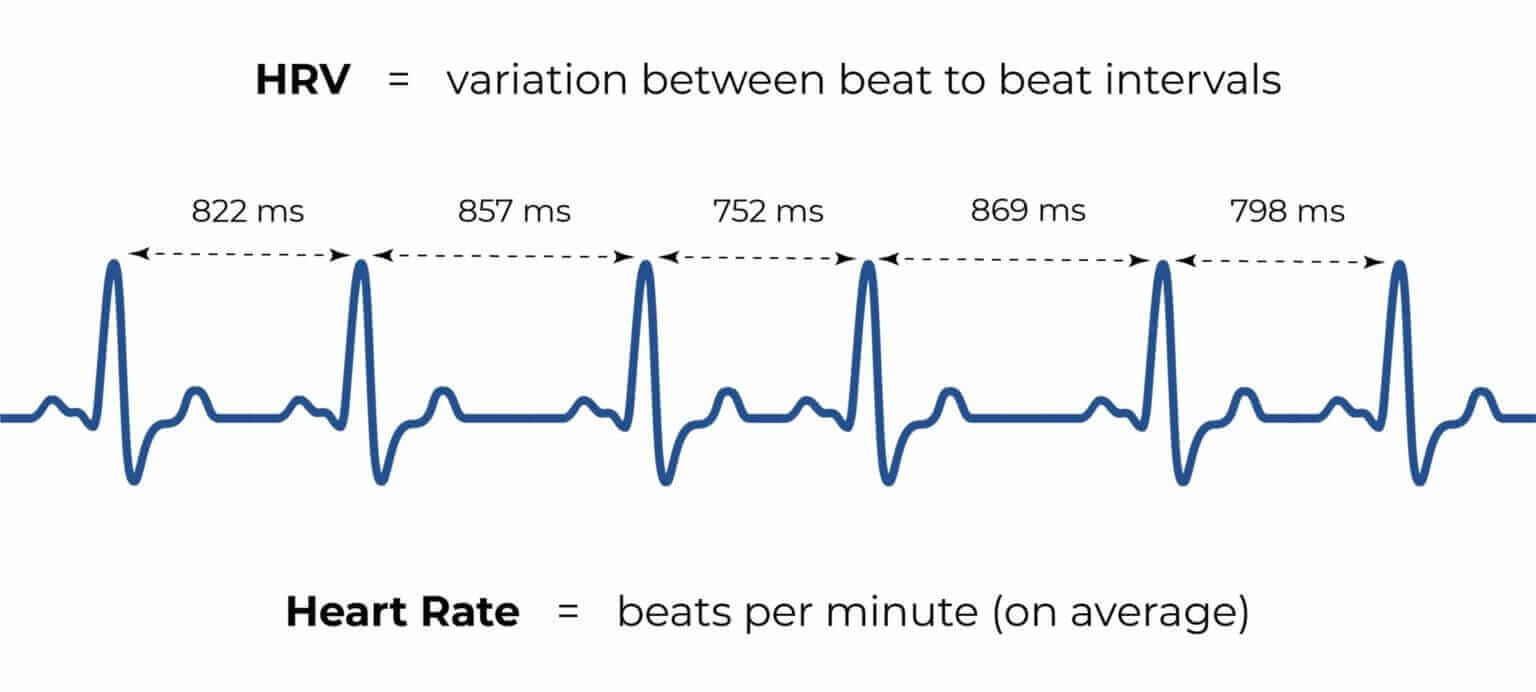 HRV = variation between beat to beat intervals
822 ms 857 ms 752 ms 869 ms 798 ms
Heart Rate = beats per minute (on average)